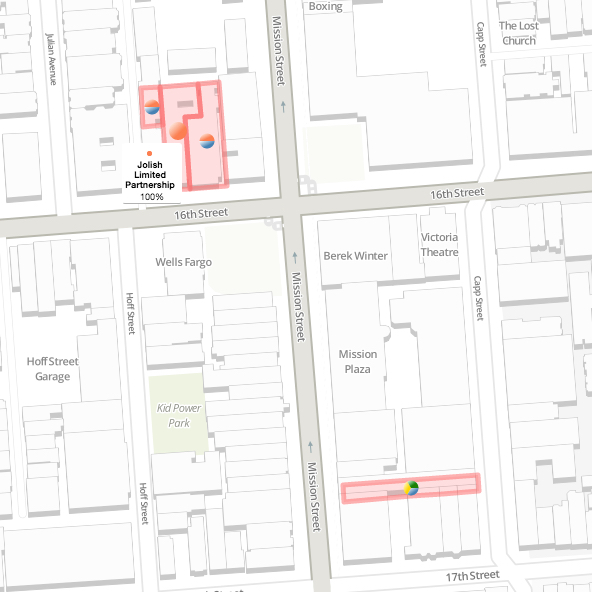 Boxing
The Lost
Church
Julian Avenue
Mission Street
Capp Street
Jolish
Limited
Partnership
100%
16th Street
16th Street
Wells Fargo
Berek Winter
Victoria
Theatre
Hoff Street
Mission Street
Capp Street
Hoff Street
Garage
Mission
Plaza
Kid Power
Park
Hoff Street
Mission Street
17th Street